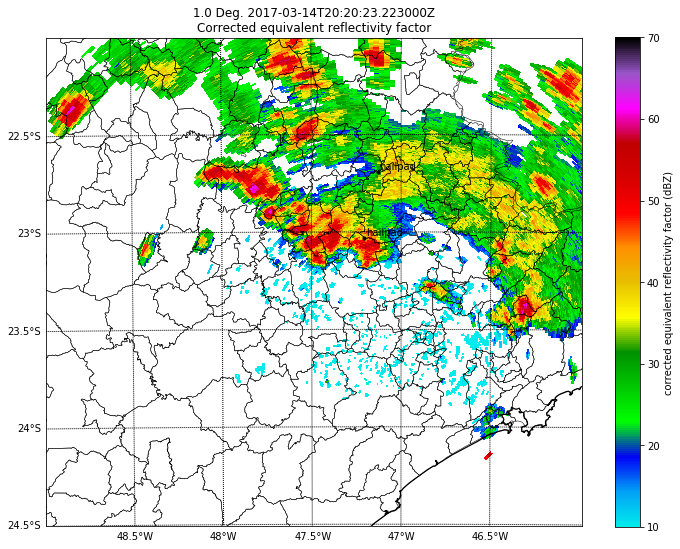 1.0 Deg. 2017-03-14T20:20:23.223000Z
Corrected equivalent reflectivity factor
22.5°S
23°S
23.5°S
24°S
24.5°S
hailpad
hailpad
48.5°W
48°W
47.5°W
47°W
46.5°W
70
60
50
40
30
20
10
corrected equivalent reflectivity factor (dBZ)